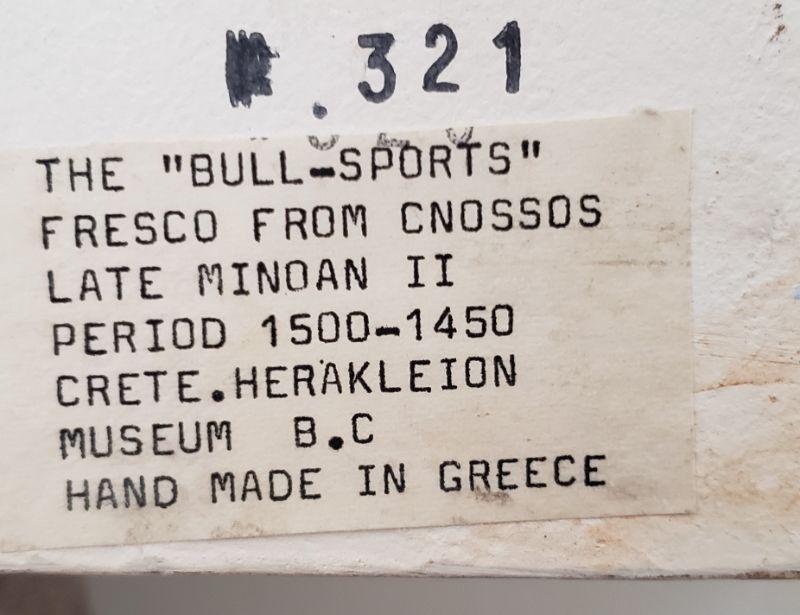 .321
THE "BULL-SPORTS"
FRESCO FROM CNOSSOS
LATE MINOAN II
PERIOD 1500-1450
CRETE.HERAKLEION
MUSEUM B.C
HAND MADE IN GREECE